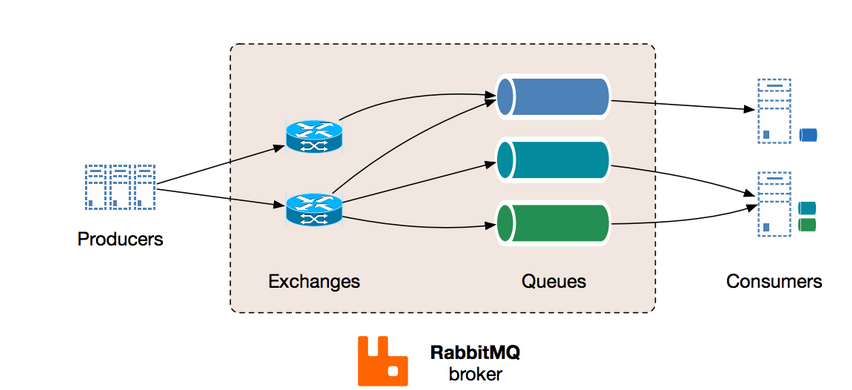 Producers
Exchanges
Queues
Consumers
RabbitMQ
broker